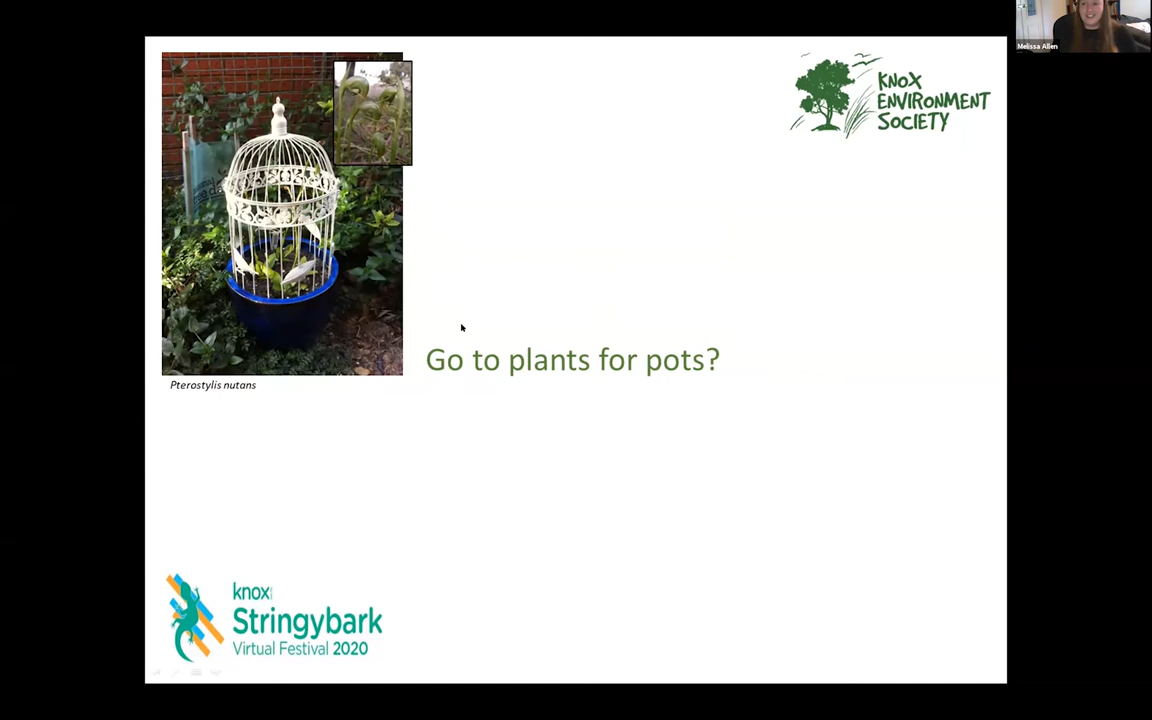 Melissa Allen
KNOX
ENVIRONMENT
SOCIETY
Go to plants for pots?
Pterostylis nutans
knox
Stringybark
Virtual Festival 2020